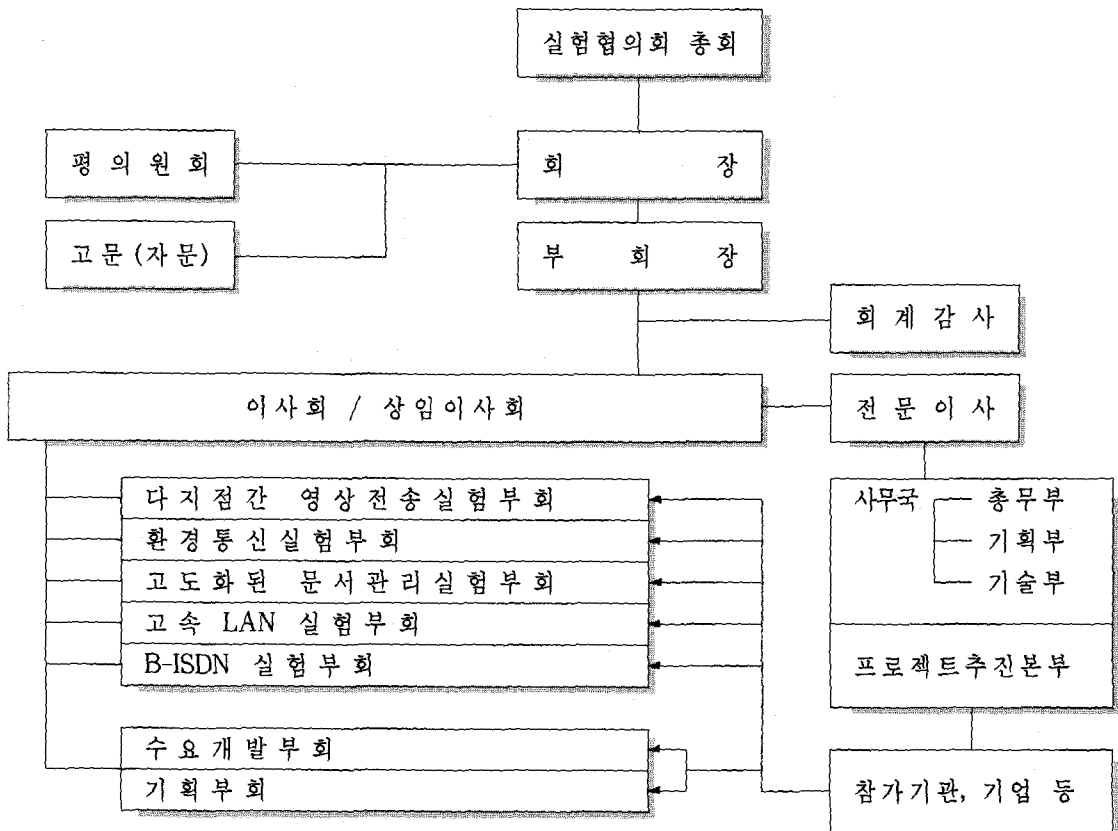 실험협의회 총회
평의원회
회장
고문(자문)
부회장
회계감사
이사회 / 상임이사회
전문이사
다지점간 영상전송실험부회
환경통신실험부회
고도화된 문서관리실험부회
고속 LAN 실험부회
B-ISDN 실험부회
사무국
총무부
기획부
기술부
프로젝트추진본부
수요개발부회
기획부회
참가기관, 기업 등